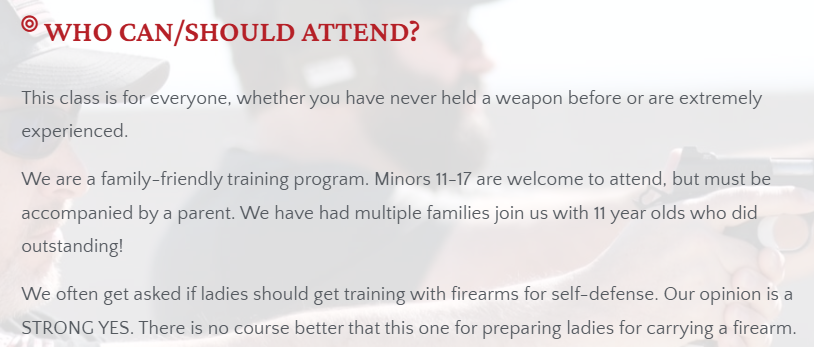 WHO CAN/SHOULD ATTEND?
This class is for everyone, whether you have never held a weapon before or are extremely
experienced.
We are a family-friendly training program. Minors 11-17 are welcome to attend, but must be
accompanied by a parent. We have had multiple families join us with 11 year olds who did
outstanding!
We often get asked if ladies should get training with firearms for self-defense. Our opinion is a
STRONG YES. There is no course better that this one for preparing ladies for carrying a firearm.